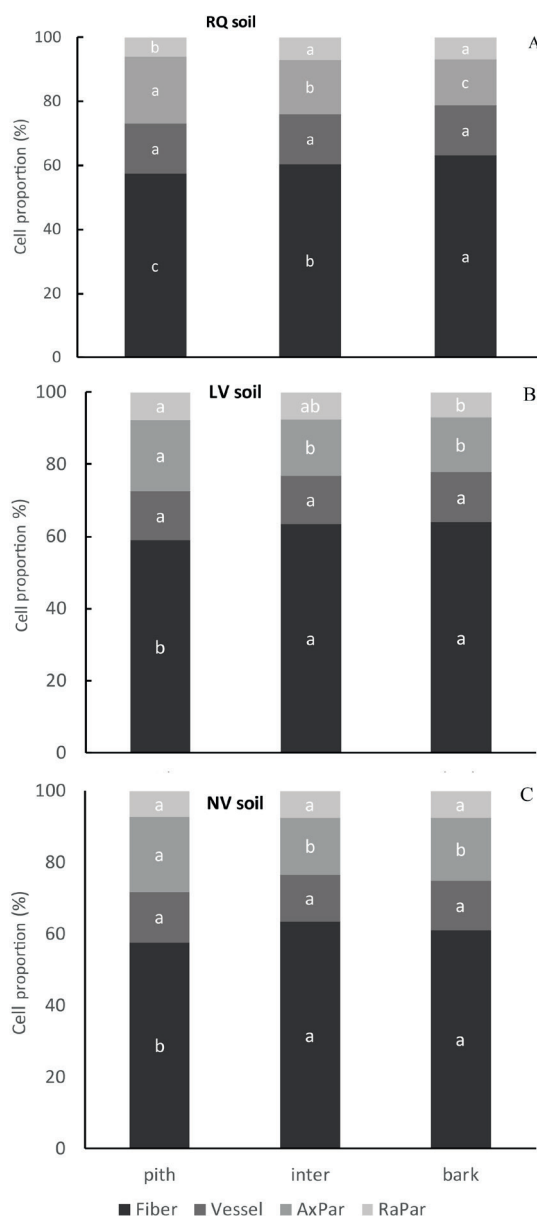 RQ soil
A
Cell proportion (%)
100
80
60
40
20
0
b a a
a b c
a a a
c b a
LV soil
B
Cell proportion %)
100
80
60
40
20
0
a ab b
a b b
a a a
b a a
NV soil
C
Cell proportion (%)
100
80
60
40
20
0
a a a
a b b
a a a
b a a
pith inter bark
Fiber Vessel AxPar RaPar